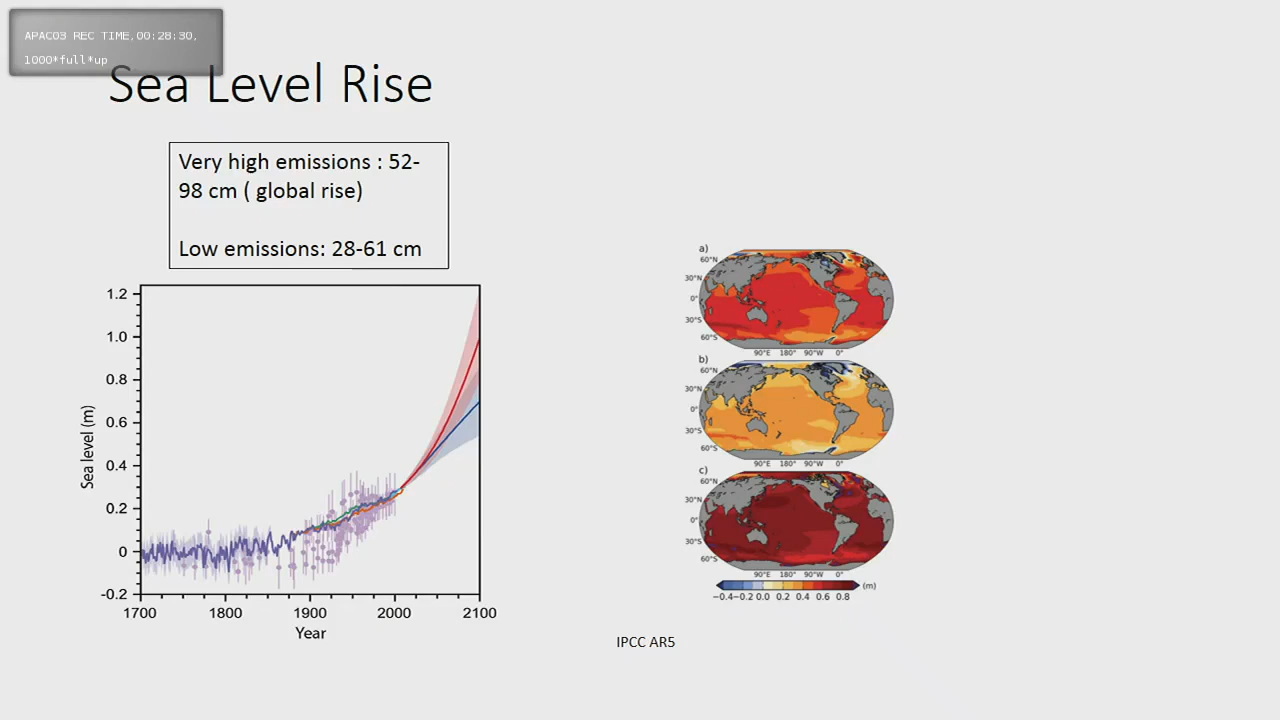 APAC03 REC TIME,00:28:30,
1000*full*up
Sea Level Rise
Very high emissions : 52-
98 cm ( global rise)
Low emissions: 28-61 cm
1.2
1.0
0.8
0.6
0.4
0.2
0
-0.2
Sea level (m)
1700 1800 1900 2000 2100
Year
a)
60°N
30°N
0°
30°S
60°S
90°E 180°W 90°W 0°
b)
60°N
30°N
0°
30°S
60°S
90°E 180°W 90°W 0°
c)
60°N
30°N
0°
30°S
60°S
90°E 180°W 90°W 0°
(m)
−0.4 −0.2 0.0 0.2 0.4 0.6 0.8
IPCC AR5